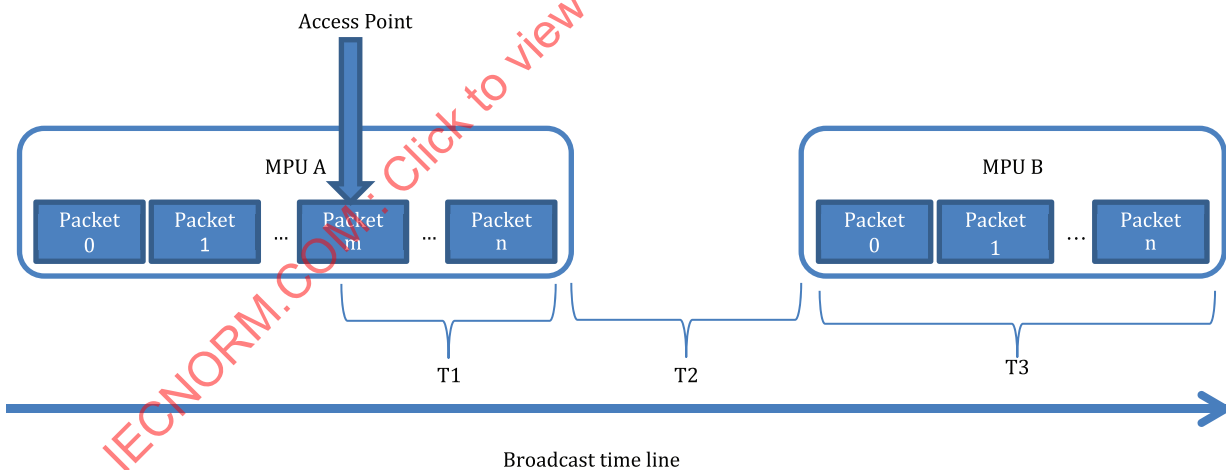 Access Point
MPU A
MPU B
Packet
0
Packet
1
...
Packet
m
...
Packet
n
Packet
0
Packet
1
...
Packet
n
T1
T2
T3
Broadcast time line
IECNORM.COM : Click to view